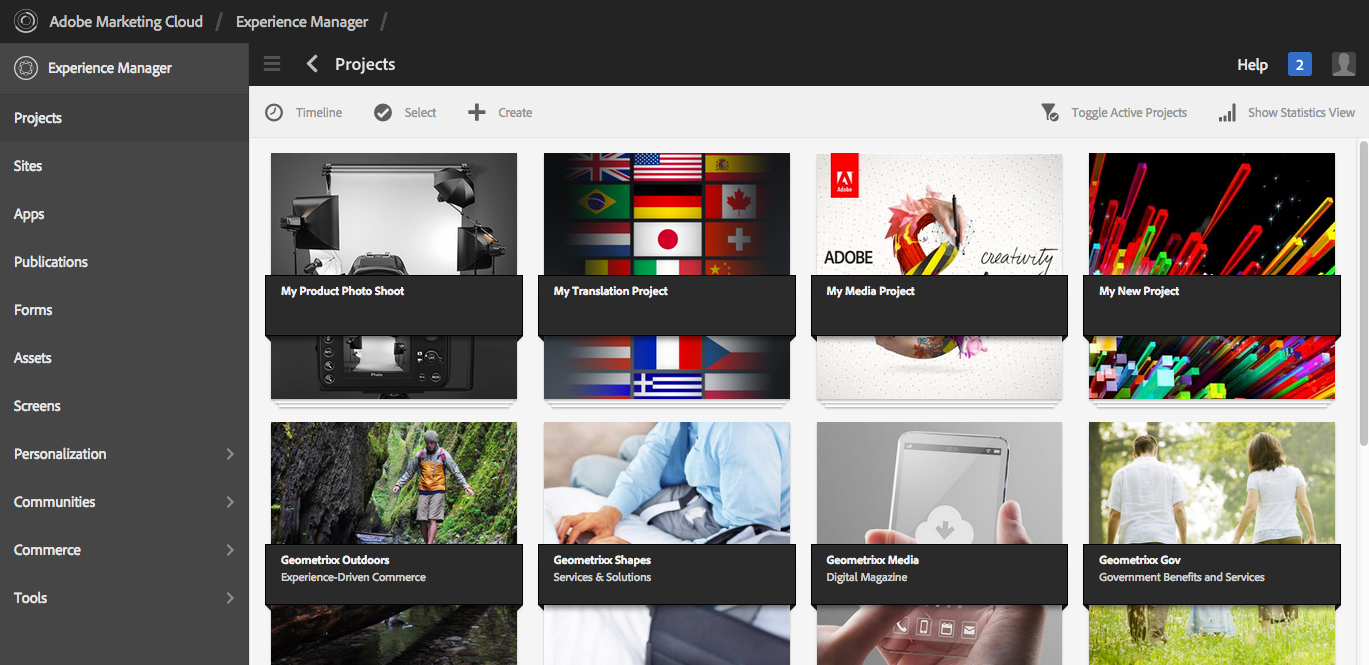 Adobe Marketing Cloud / Experience Manager /
Experience Manager
Projects
Help 2
Projects
Sites
Apps
Publications
Forms
Assets
Screens
Personalization
Communities
Commerce
Tools
Timeline Select Create Toggle Active Projects Show Statistics View
Adobe
ADOBE creativity
My Product Photo Shoot
My Translation Project
My Media Project
My New Project
Photo
Geometrixx Outdoors
Experience-Driven Commerce
Geometrixx Shapes
Services & Solutions
Geometrixx Media
Digital Magazine
Geometrixx Gov
Government Benefits and Services